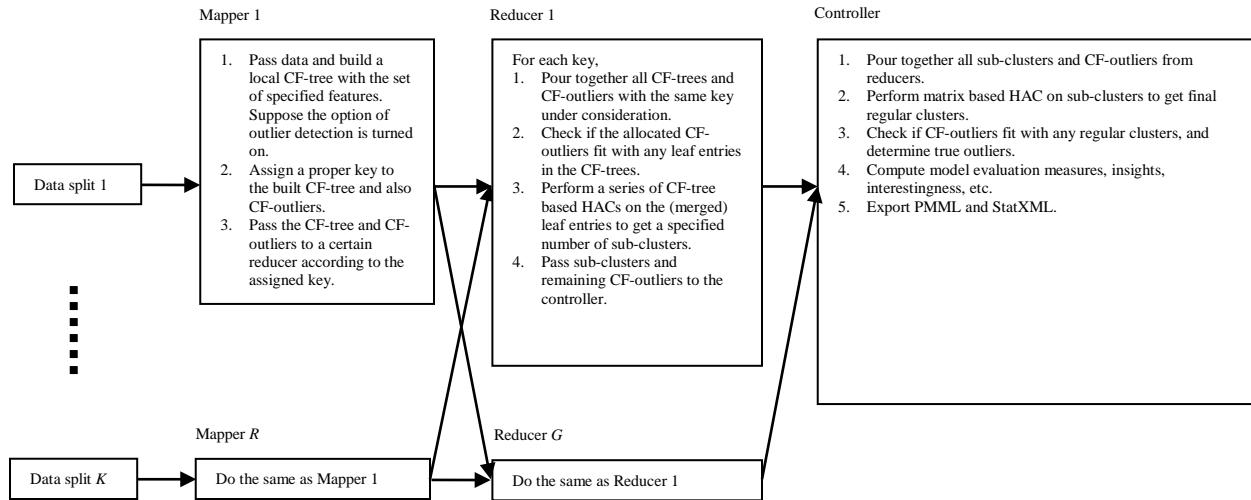 Mapper 1
Reducer 1
Controller
Data split 1
1. Pass data and build a
local CF-tree with the set
of specified features.
Suppose the option of
outlier detection is turned
on.
2. Assign a proper key to
the built CF-tree and also
CF-outliers.
3. Pass the CF-tree and CF-
outliers to a certain
reducer according to the
assigned key.
For each key,
1. Pour together all CF-trees and
CF-outliers with the same key
under consideration.
2. Check if the allocated CF-
outliers fit with any leaf entries
in the CF-trees.
3. Perform a series of CF-tree
based HACs on the (merged)
leaf entries to get a specified
number of sub-clusters.
4. Pass sub-clusters and
remaining CF-outliers to the
controller.
1. Pour together all sub-clusters and CF-outliers from
reducers.
2. Perform matrix based HAC on sub-clusters to get final
regular clusters.
3. Check if CF-outliers fit with any regular clusters, and
determine true outliers.
4. Compute model evaluation measures, insights,
interestingness, etc.
5. Export PMML and StatXML.
Mapper R
Reducer G
Data split K
Do the same as Mapper 1
Do the same as Reducer 1